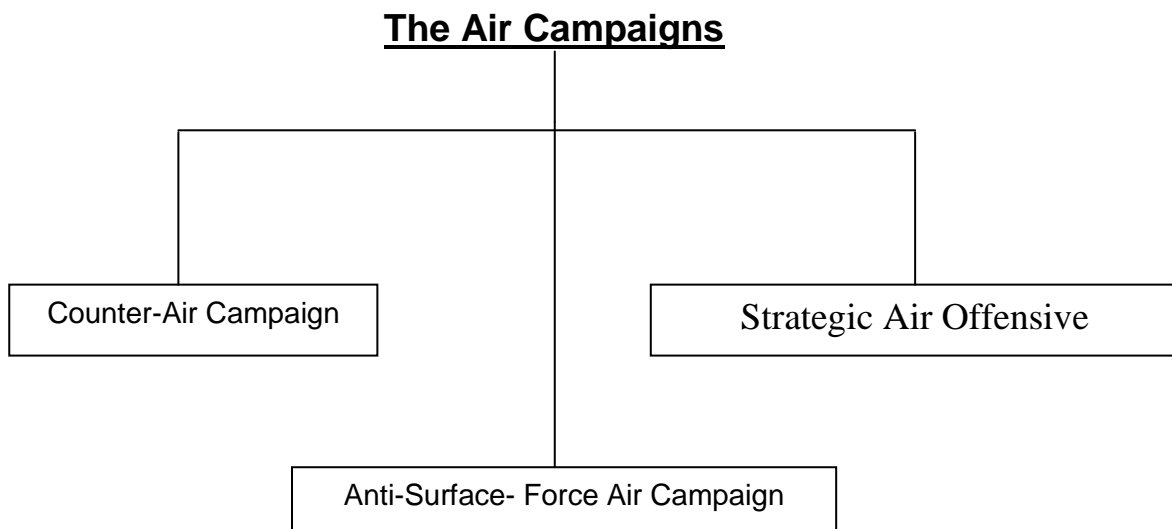 The Air Campaigns
Counter-Air Campaign
Strategic Air Offensive
Anti-Surface- Force Air Campaign